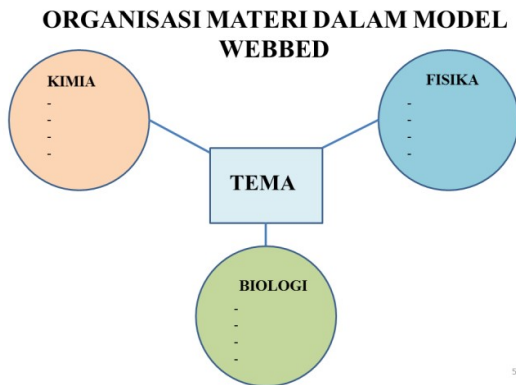 ORGANISASI MATERI DALAM MODEL
WEBBED
KIMIA
-
-
-
-
FISIKA
-
-
-
-
TEMA
BIOLOGI
-
-
-
-
5